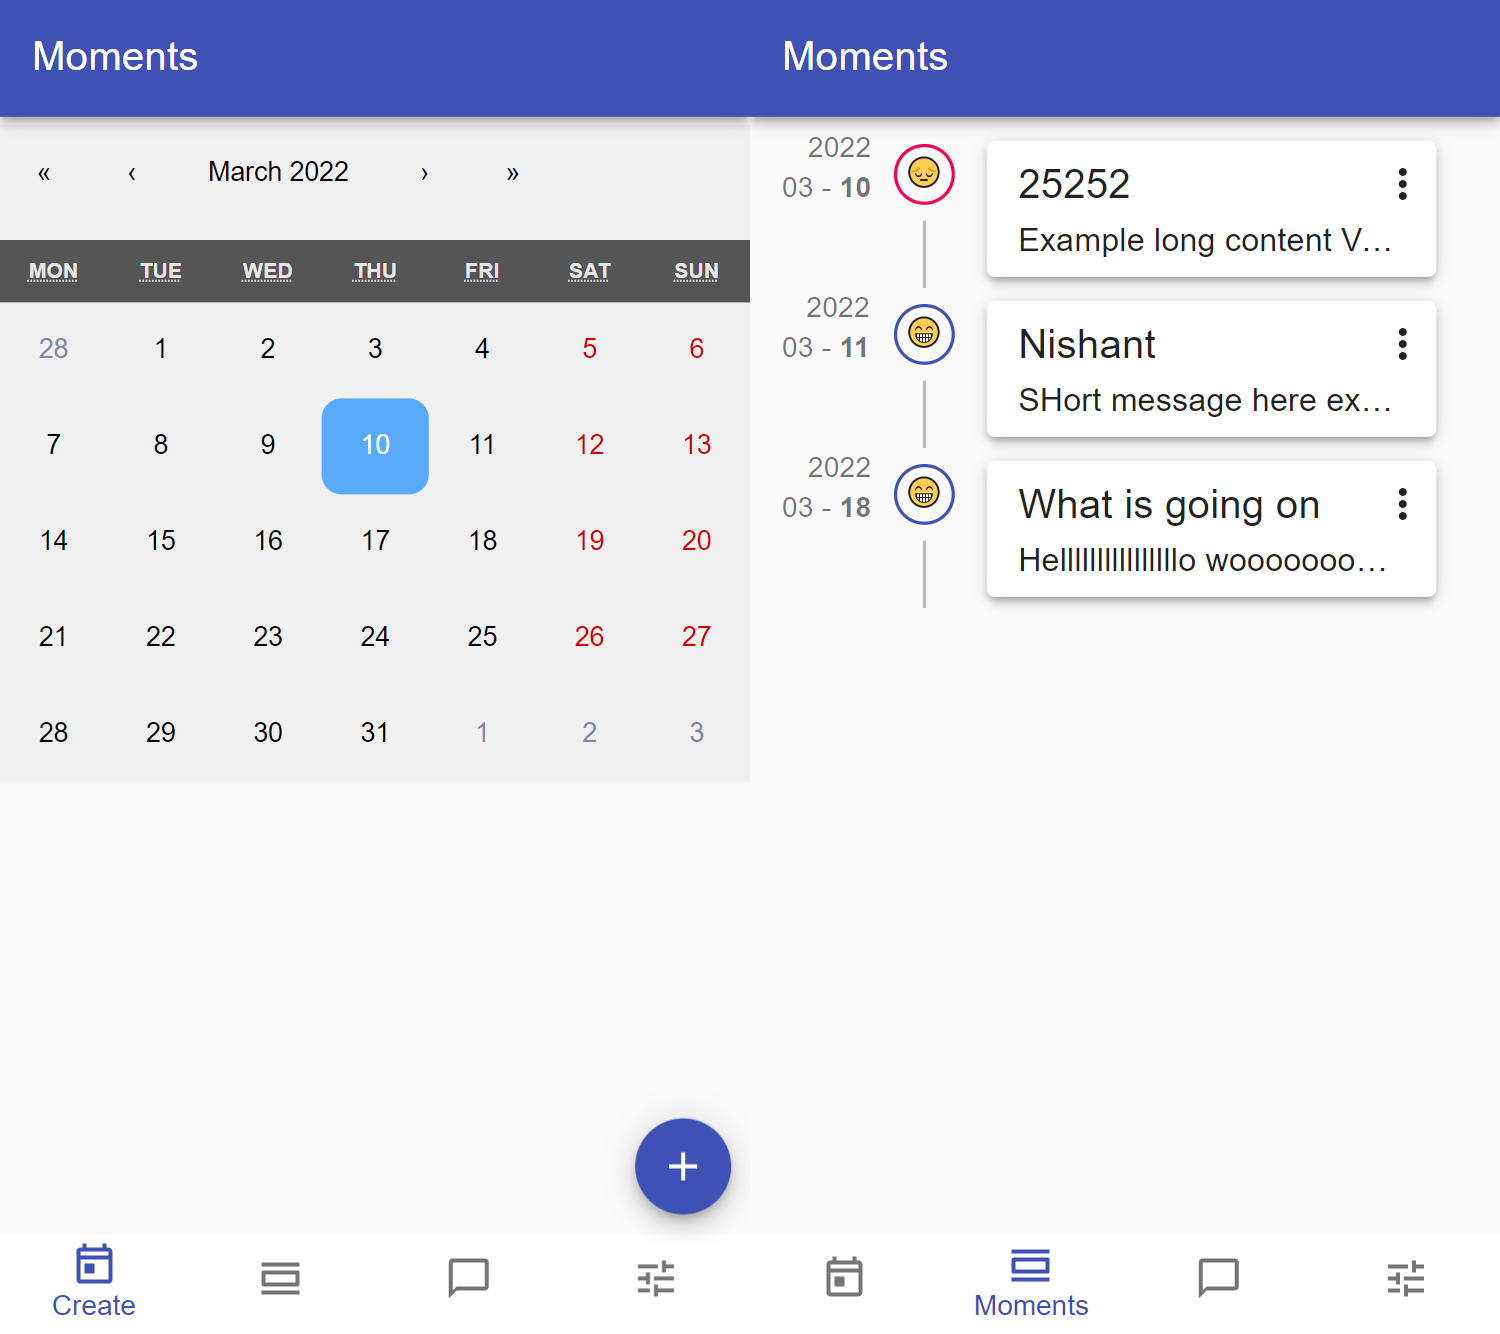 Moments
« ‹ March 2022 › »
MON TUE WED THU FRI SAT SUN
28 1 2 3 4 5 6
7 8 9 10 11 12 13
14 15 16 17 18 19 20
21 22 23 24 25 26 27
28 29 30 31 1 2 3
+
Create
Moments
2022
03 - 10
25252
Example long content V...
2022
03 - 11
Nishant
SHort message here ex...
2022
03 - 18
What is going on
Helllllllllllllllo wooooooo...
Moments